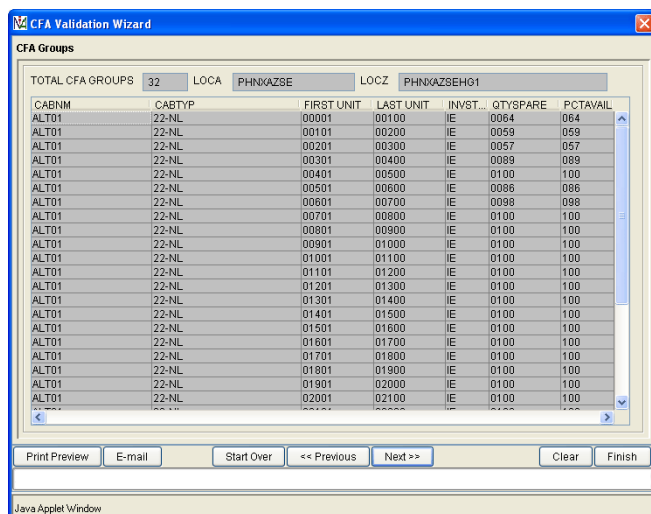 CFA Validation Wizard
CFA Groups
TOTAL CFA GROUPS 32 LOCA PHNXAZSE LOCZ PHNXAZSEHG1
CABNM CABTYP FIRST UNIT LAST UNIT INVST... QTYSPARE PCTAVAIL
ALT01 22-NL 00001 00100 IE 0064 064
ALT01 22-NL 00101 00200 IE 0059 059
ALT01 22-NL 00201 00300 IE 0057 057
ALT01 22-NL 00301 00400 IE 0089 089
ALT01 22-NL 00401 00500 IE 0100 100
ALT01 22-NL 00501 00600 IE 0086 086
ALT01 22-NL 00601 00700 IE 0098 098
ALT01 22-NL 00701 00800 IE 0100 100
ALT01 22-NL 00801 00900 IE 0100 100
ALT01 22-NL 00901 01000 IE 0100 100
ALT01 22-NL 01001 01100 IE 0100 100
ALT01 22-NL 01101 01200 IE 0100 100
ALT01 22-NL 01201 01300 IE 0100 100
ALT01 22-NL 01301 01400 IE 0100 100
ALT01 22-NL 01401 01500 IE 0100 100
ALT01 22-NL 01501 01600 IE 0100 100
ALT01 22-NL 01601 01700 IE 0100 100
ALT01 22-NL 01701 01800 IE 0100 100
ALT01 22-NL 01801 01900 IE 0100 100
ALT01 22-NL 01901 02000 IE 0100 100
ALT01 22-NL 02001 02100 IE 0100 100
Print Preview E-mail Start Over << Previous Next >> Clear Finish
Java Applet Window